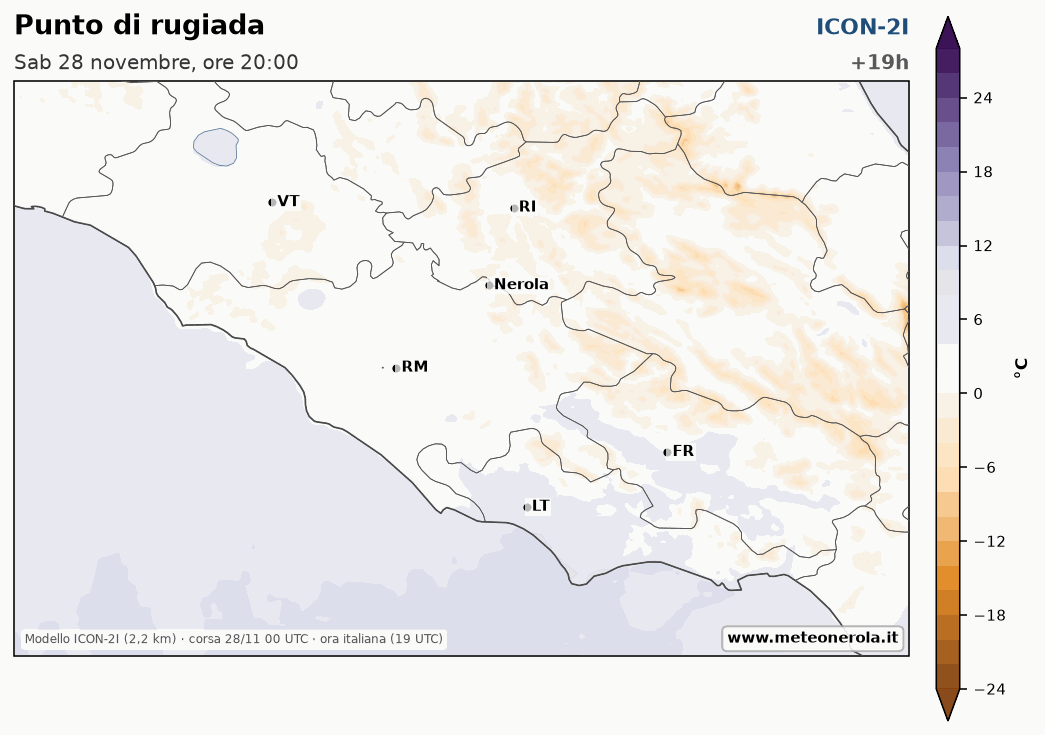 Punto di rugiada
ICON-2I
Sab 28 novembre, ore 20:00
+19h
VT
RI
Nerola
RM
FR
LT
24
18
12
6
0
−6
−12
−18
−24
°C
Modello ICON-2I (2,2 km) · corsa 28/11 00 UTC · ora italiana (19 UTC)
www.meteonerola.it